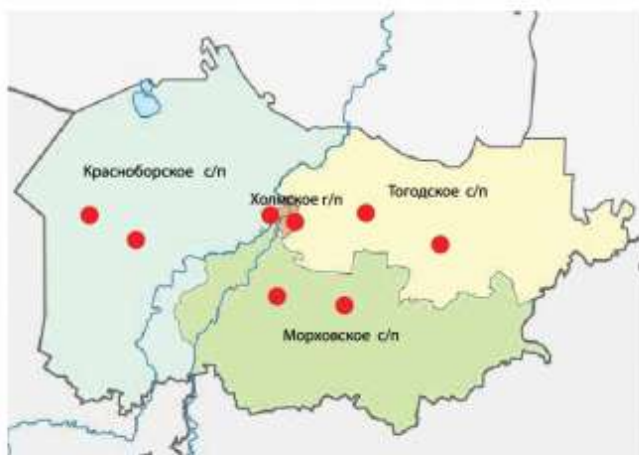 Красноборское с/п
Холмское г/п
Тогодское с/п
Морховское с/п